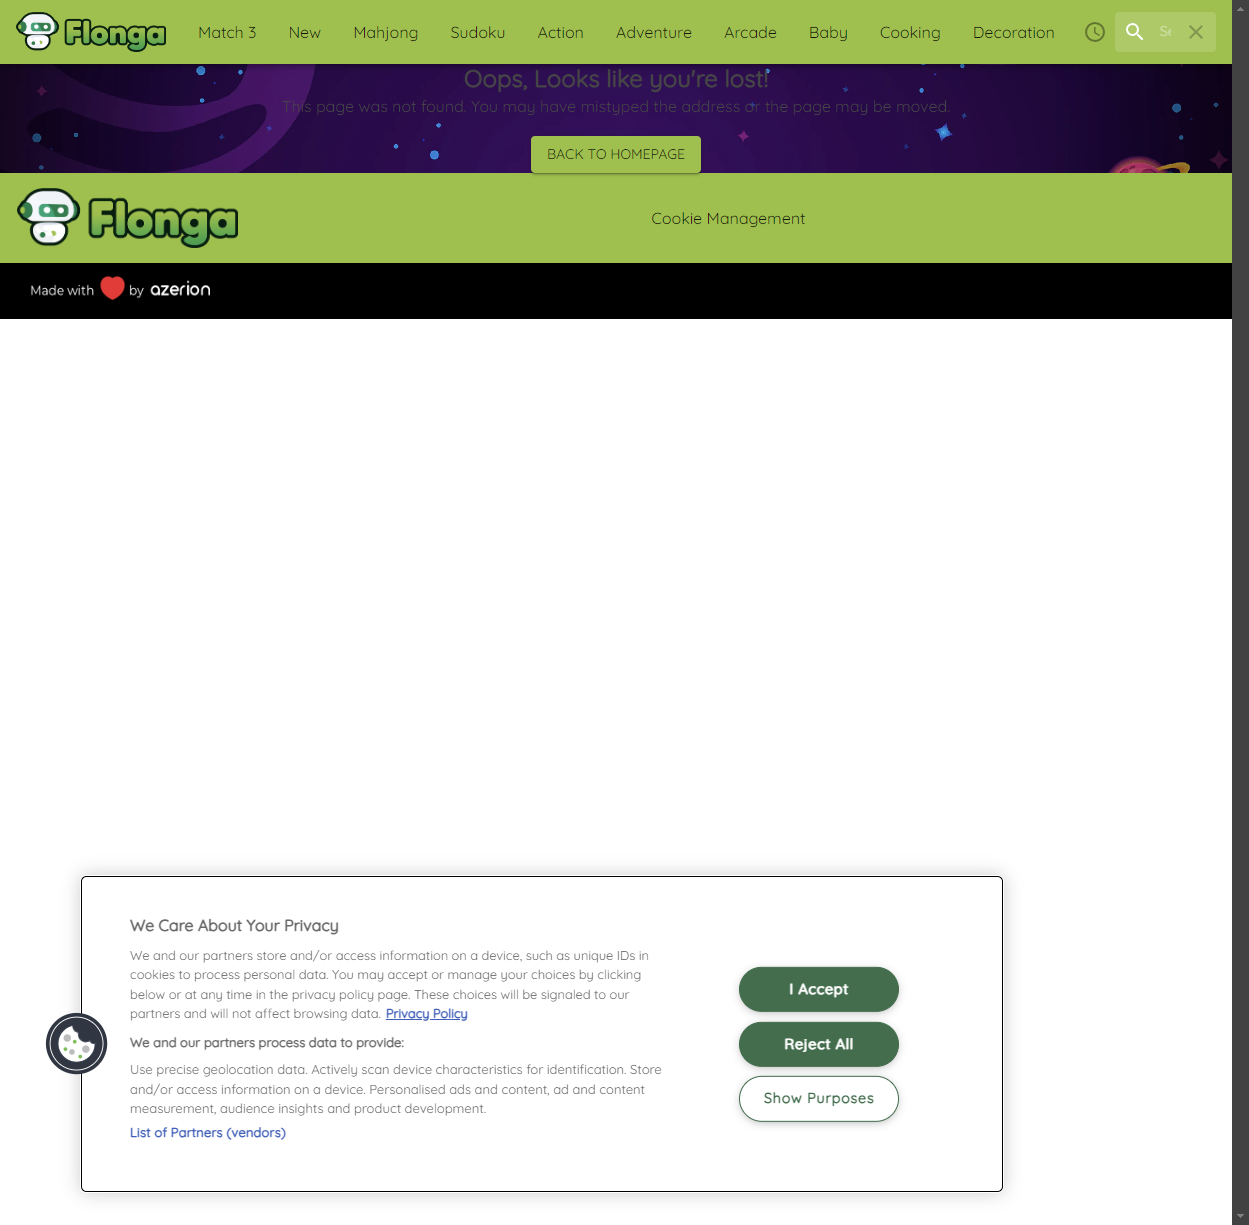 Flonga
Match 3
New
Mahjong
Sudoku
Action
Adventure
Arcade
Baby
Cooking
Decoration
Oops, Looks like you're lost!
This page was not found. You may have mistyped the address or the page may be moved.
BACK TO HOMEPAGE
Flonga
Cookie Management
Made with by azerion
We Care About Your Privacy
We and our partners store and/or access information on a device, such as unique IDs in
cookies to process personal data. You may accept or manage your choices by clicking
below or at any time in the privacy policy page. These choices will be signaled to our
partners and will not affect browsing data. Privacy Policy
We and our partners process data to provide:
Use precise geolocation data. Actively scan device characteristics for identification. Store
and/or access information on a device. Personalised ads and content, ad and content
measurement, audience insights and product development.
List of Partners (vendors)
I Accept
Reject All
Show Purposes